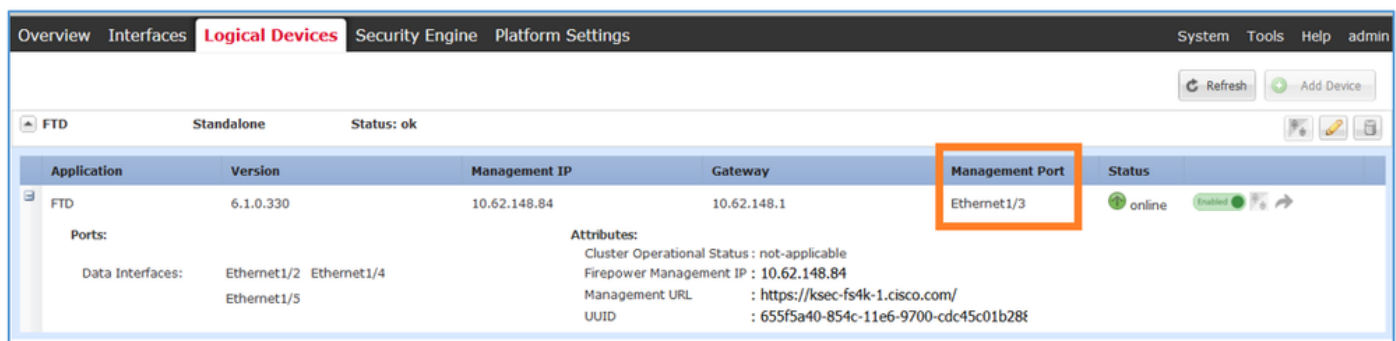 Overview Interfaces Logical Devices Security Engine Platform Settings System Tools Help admin
Refresh Add Device
FTD Standalone Status: ok
Application Version Management IP Gateway Management Port Status
FTD 6.1.0.330 10.62.148.84 10.62.148.1 Ethernet1/3 online Enabled
Ports: Attributes:
Cluster Operational Status : not-applicable
Data Interfaces: Ethernet1/2 Ethernet1/4 Firepower Management IP : 10.62.148.84
Ethernet1/5 Management URL : https://ksec-fs4k-1.cisco.com/
UUID : 655f5a40-854c-11e6-9700-cdc45c01b28